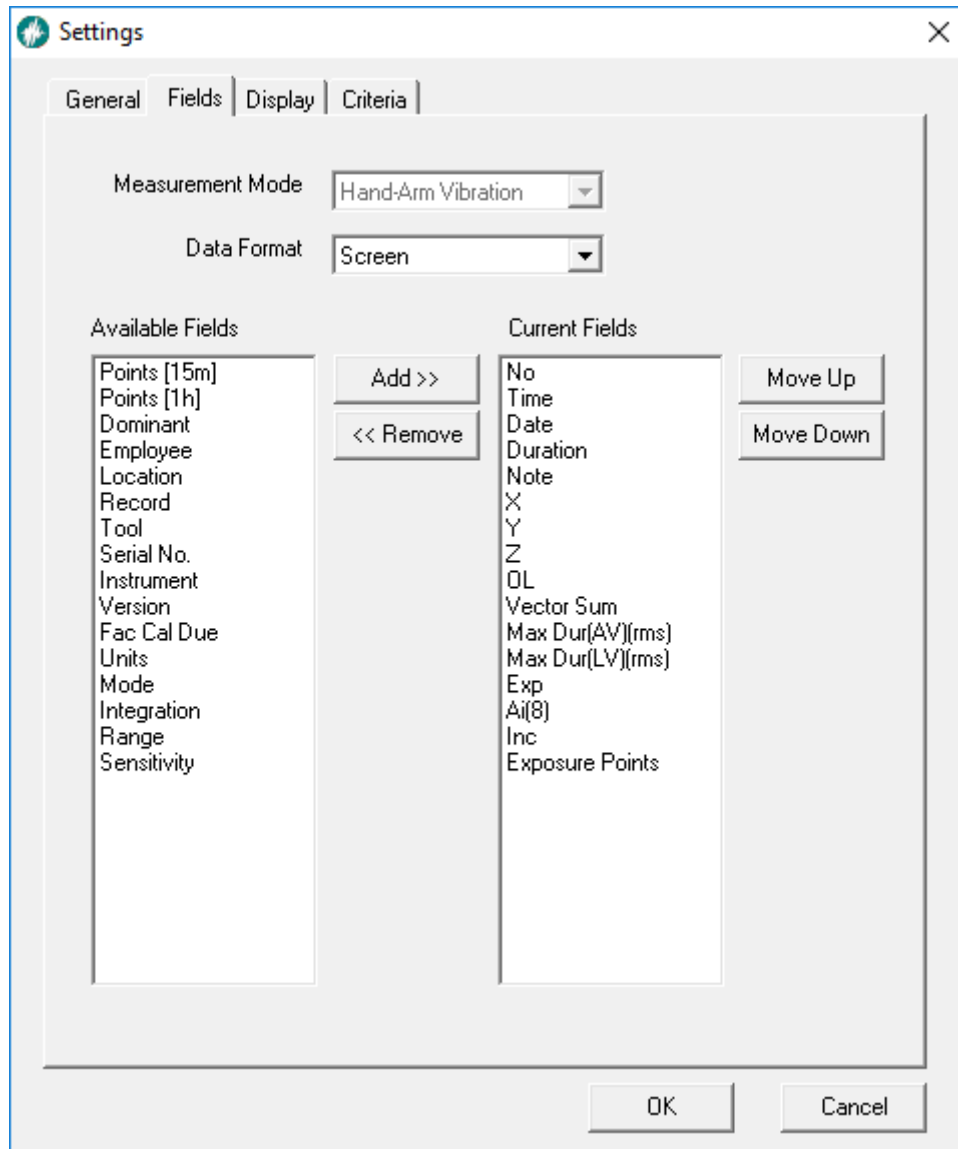 Settings
General Fields Display Criteria
Measurement Mode Hand-Arm Vibration
Data Format Screen
Available Fields
Points [15m]
Points [1h]
Dominant
Employee
Location
Record
Tool
Serial No.
Instrument
Version
Fac Cal Due
Units
Mode
Integration
Range
Sensitivity
Add >>
<< Remove
Current Fields
No
Time
Date
Duration
Note
X
Y
Z
OL
Vector Sum
Max Dur(AV)(rms)
Max Dur(LV)(rms)
Exp
Ai(8)
Inc
Exposure Points
Move Up
Move Down
OK Cancel